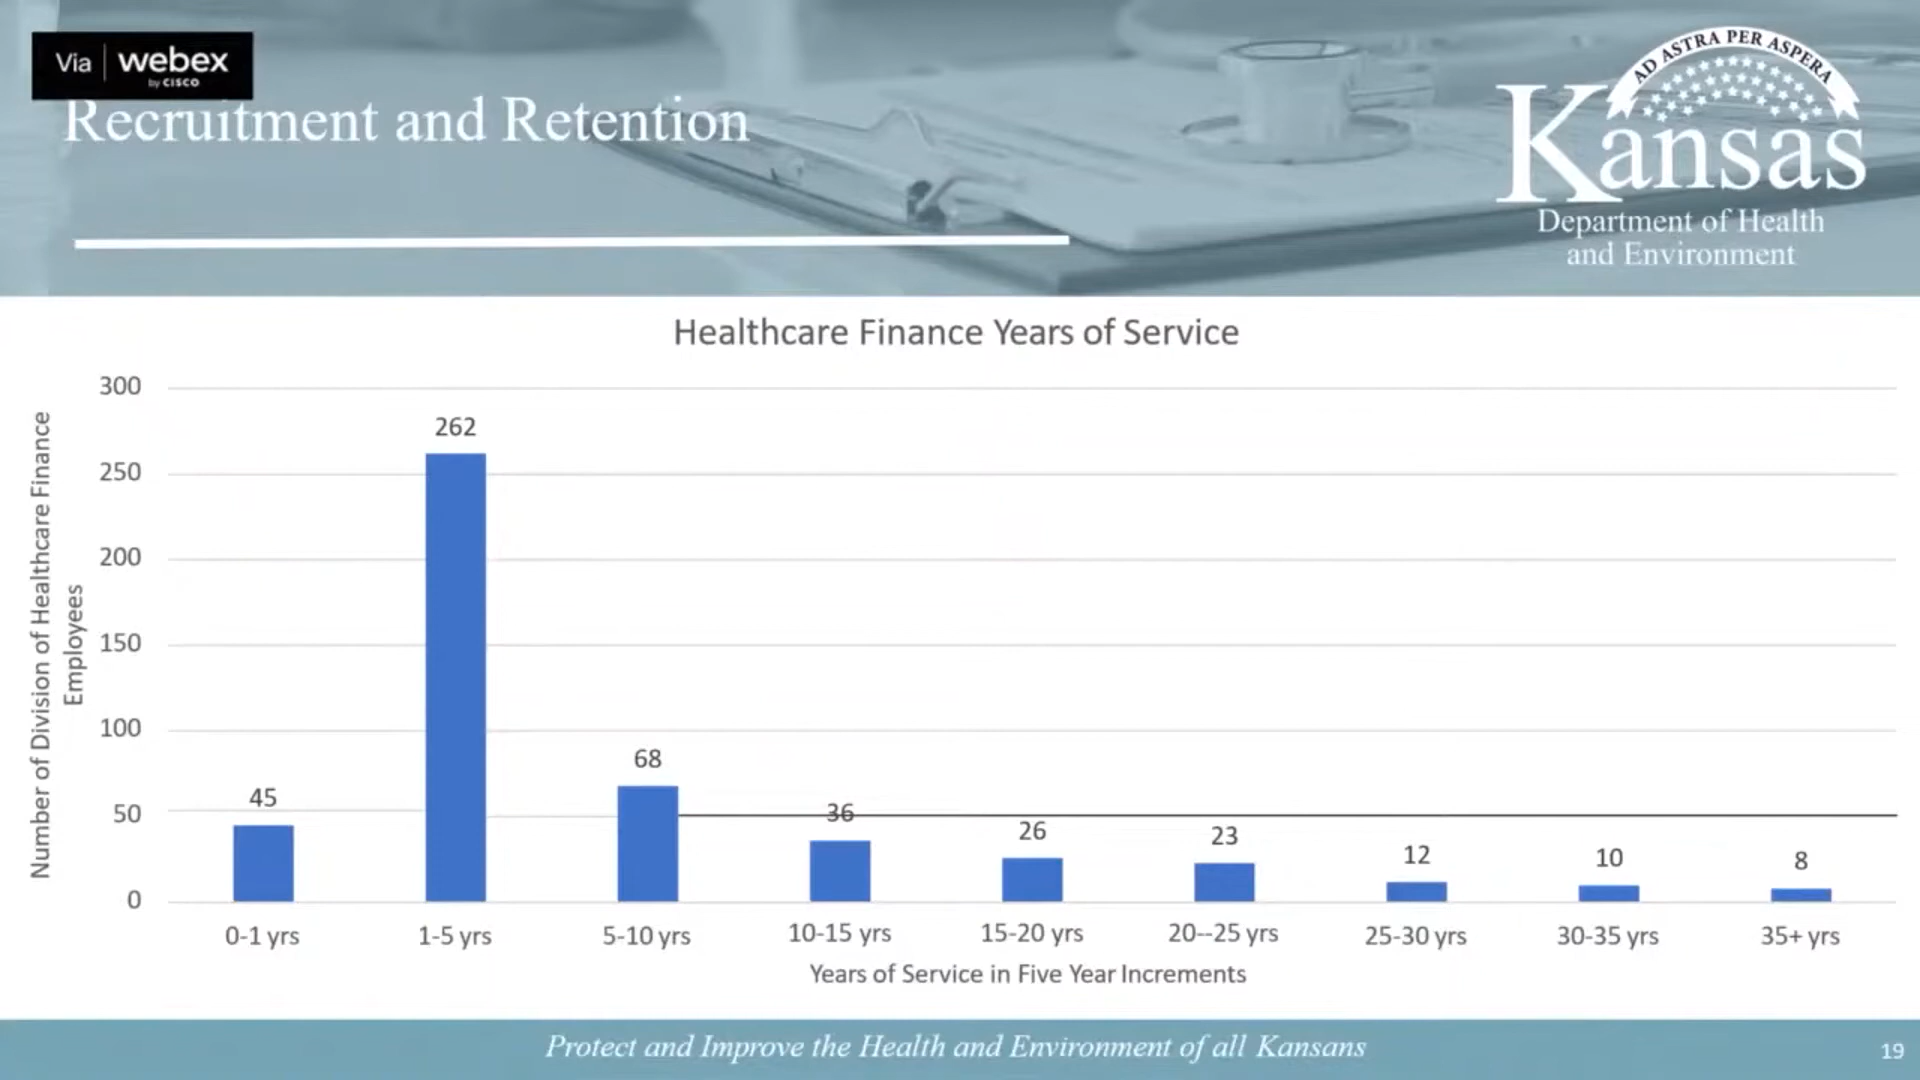 Via webex
by CISCO
Recruitment and Retention
AD ASTRA PER ASPERA
Kansas
Department of Health
and Environment
Healthcare Finance Years of Service
Number of Division of Healthcare Finance
Employees
300
250
200
150
100
50
0
45
262
68
36
26
23
12
10
8
0-1 yrs
1-5 yrs
5-10 yrs
10-15 yrs
15-20 yrs
20--25 yrs
25-30 yrs
30-35 yrs
35+ yrs
Years of Service in Five Year Increments
Protect and Improve the Health and Environment of all Kansans
19